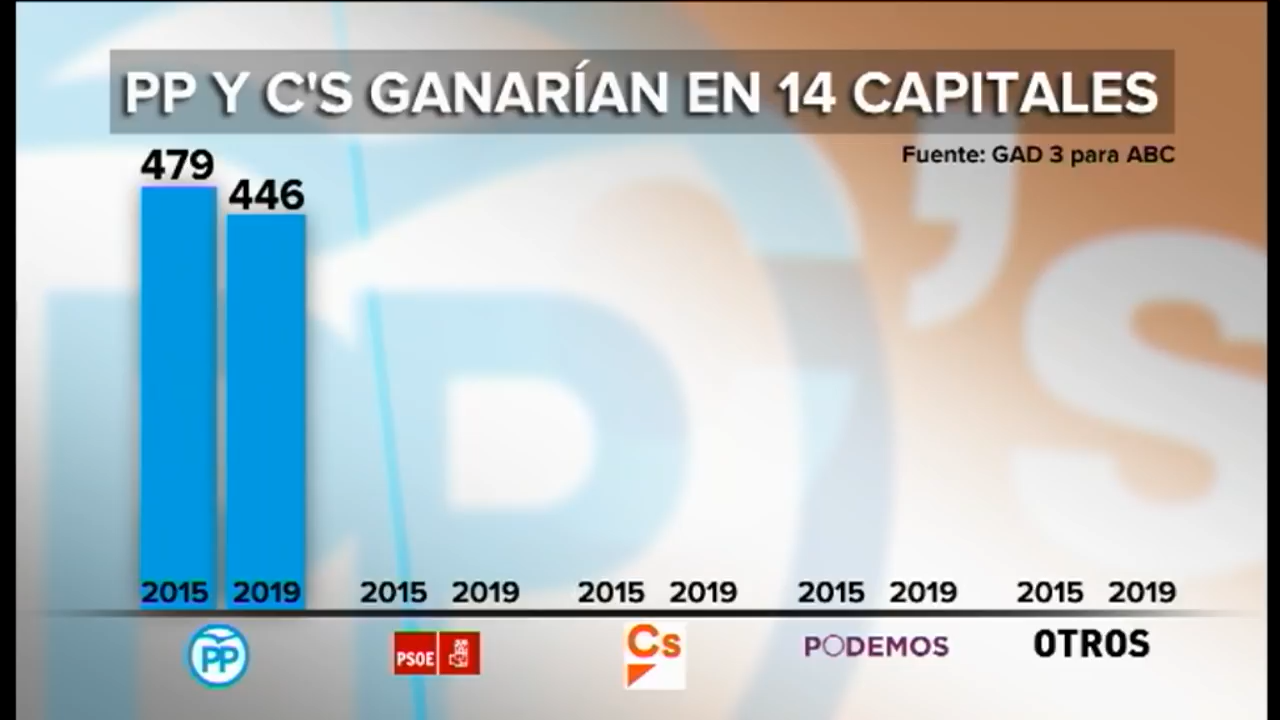 PP Y C'S GANARÍAN EN 14 CAPITALES
Fuente: GAD 3 para ABC
479
446
2015 2019 2015 2019 2015 2019 2015 2019 2015 2019
PP PSOE Cs PODEMOS OTROS